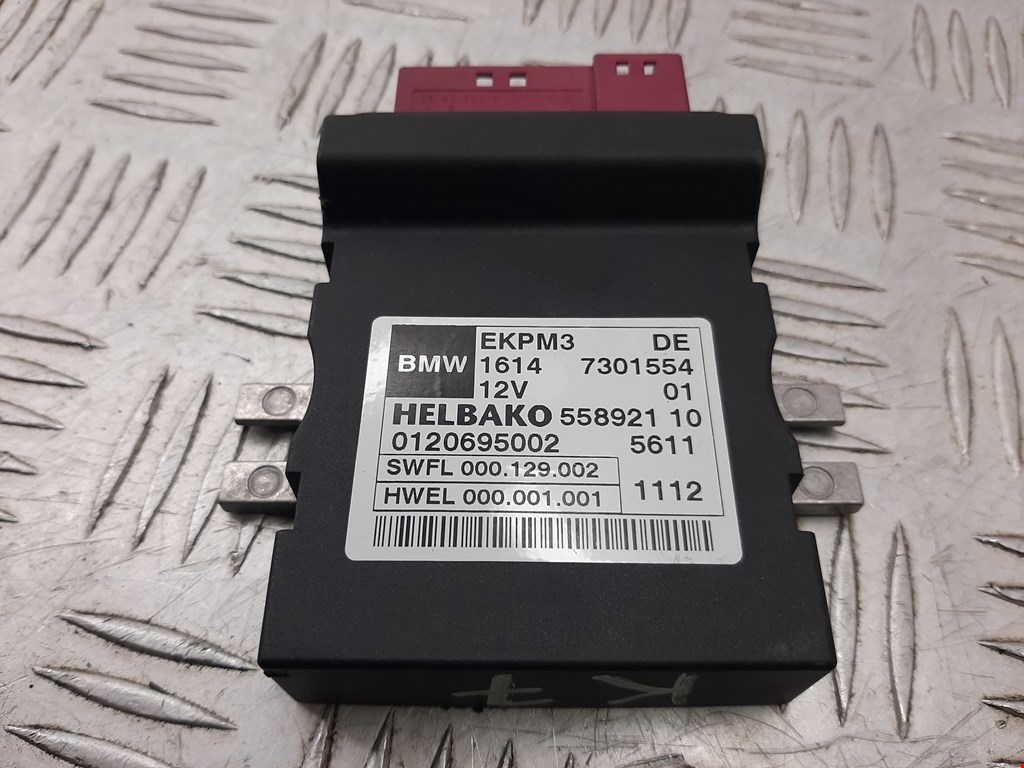 BMW EKPM3 DE
1614 7301554
12V 01
HELBAKO 558921 10
0120695002 5611
SWFL 000.129.002
HWEL 000.001.001 1112